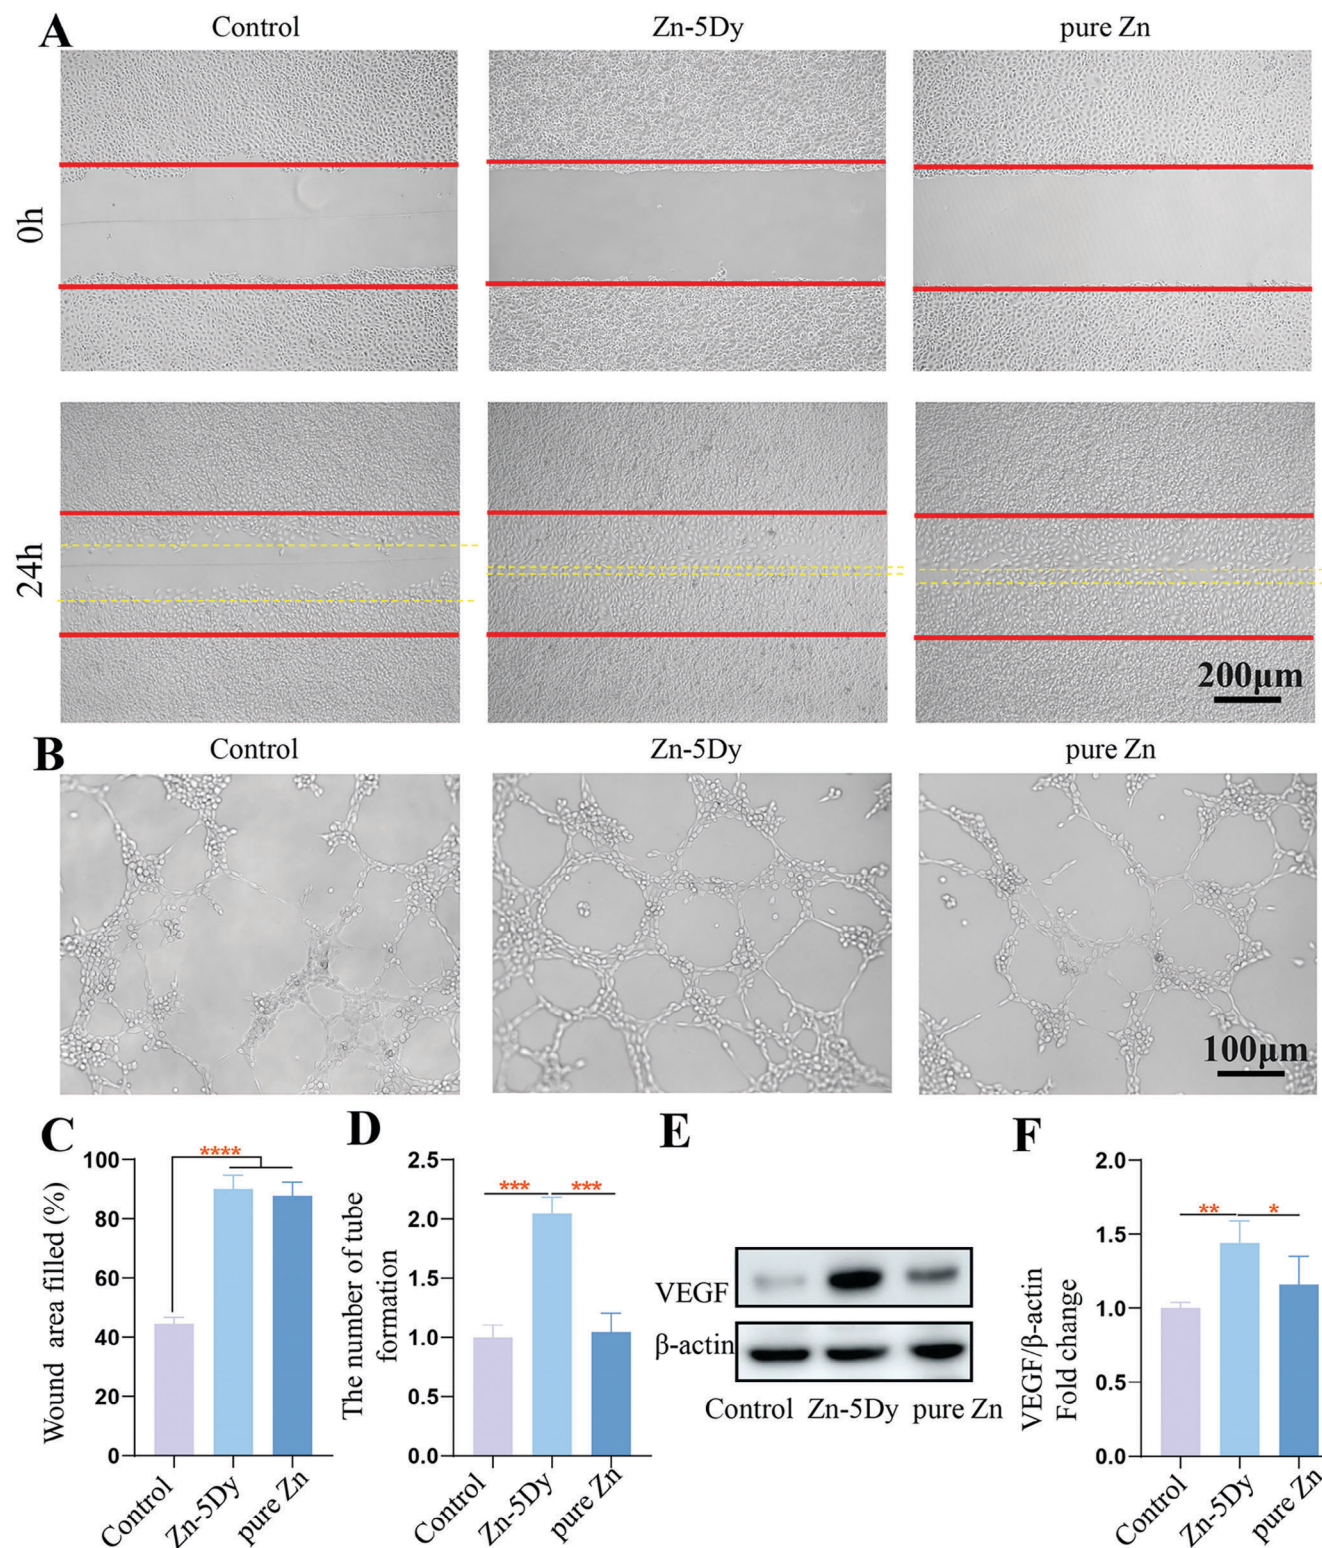 A
Control
Zn-5Dy
pure Zn
0h
24h
200μm
B
Control
Zn-5Dy
pure Zn
100μm
C
Wound area filled (%)
100
80
60
40
20
0
****
Control
Zn-5Dy
pure Zn
D
The number of tube
formation
2.5
2.0
1.5
1.0
0.5
0.0
***
***
Control
Zn-5Dy
pure Zn
E
VEGF
β-actin
Control
Zn-5Dy
pure Zn
F
VEGF/β-actin
Fold change
2.0
1.5
1.0
0.5
0.0
**
*
Control
Zn-5Dy
pure Zn